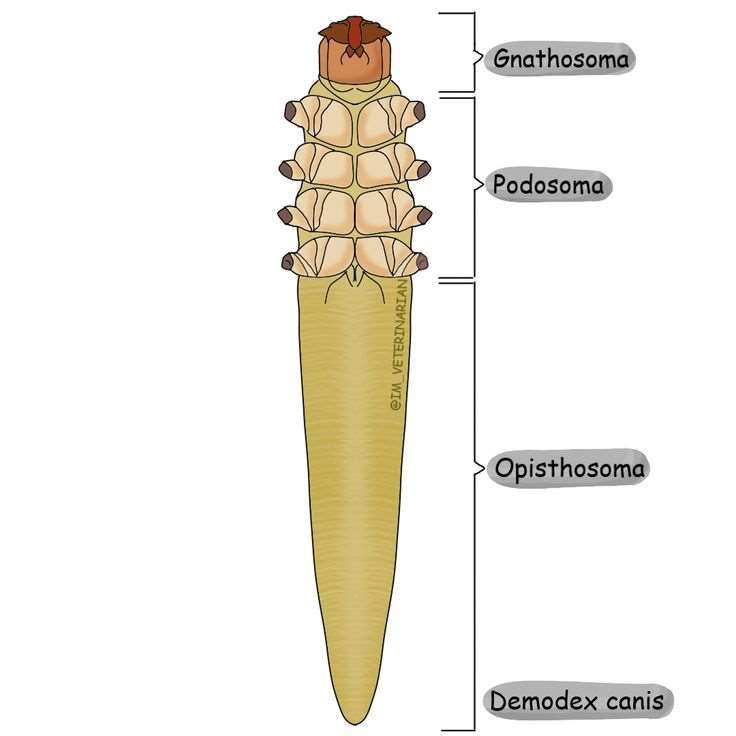 Gnathosoma
Podosoma
@IM_VETERINARIAN
Opisthosoma
Demodex canis